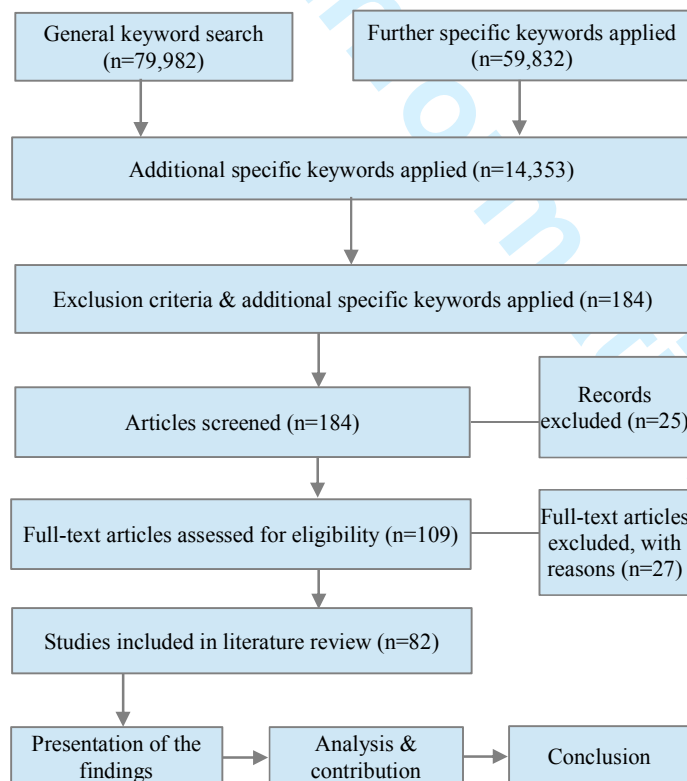 General keyword search
(n=79,982)
Further specific keywords applied
(n=59,832)
Additional specific keywords applied (n=14,353)
Exclusion criteria & additional specific keywords applied (n=184)
Articles screened (n=184)
Records
excluded (n=25)
Full-text articles assessed for eligibility (n=109)
Full-text articles
excluded, with
reasons (n=27)
Studies included in literature review (n=82)
Presentation of the
findings
Analysis &
contribution
Conclusion